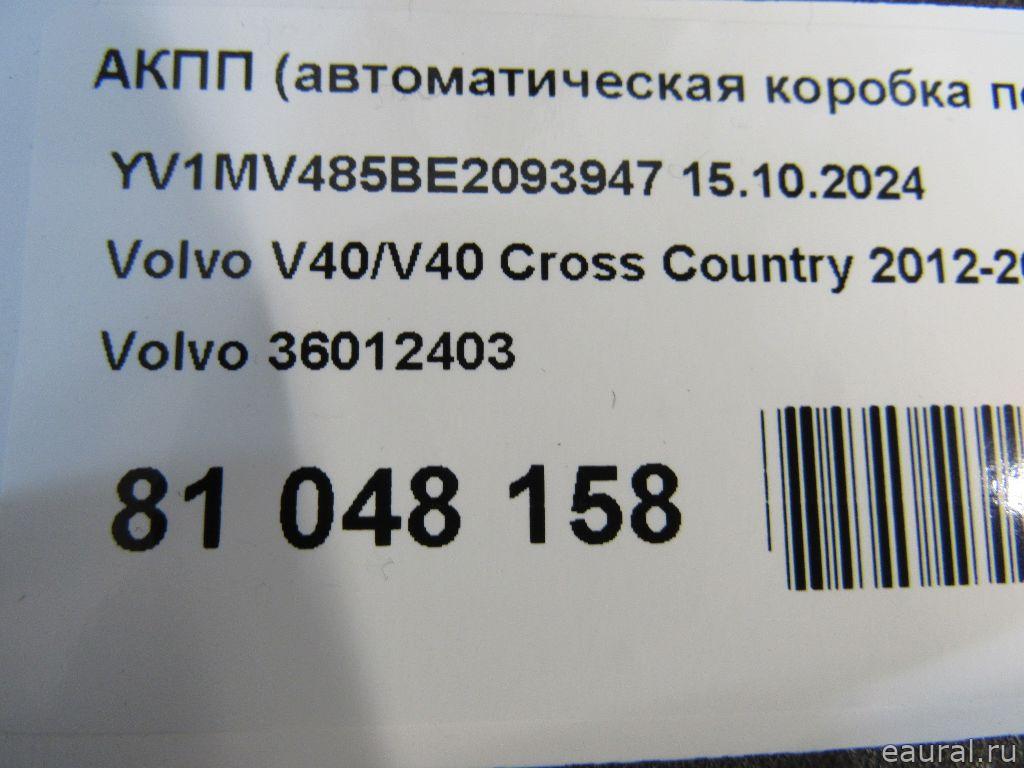 АКПП (автоматическая коробка
YV1MV485BE2093947 15.10.2024
Volvo V40/V40 Cross Country 2012-20
Volvo 36012403
81 048 158
eaural.ru